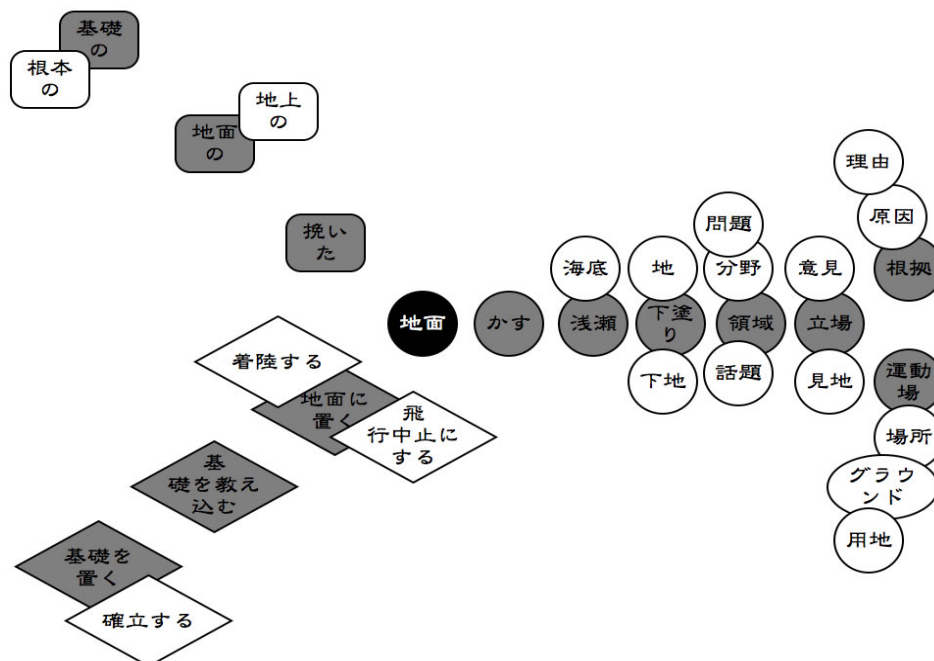 基礎
の
根本
の
地上
の
地面
の
挽い
た
理由
原因
根拠
問題
海底
地
分野
意見
地面
かす
浅瀬
下塗
り
領域
立場
下地
話題
見地
運動
場
場所
グラウ
ンド
用地
着陸する
地面に
置く
飛
行中止に
する
基
礎を教え
込む
基礎を
置く
確立する